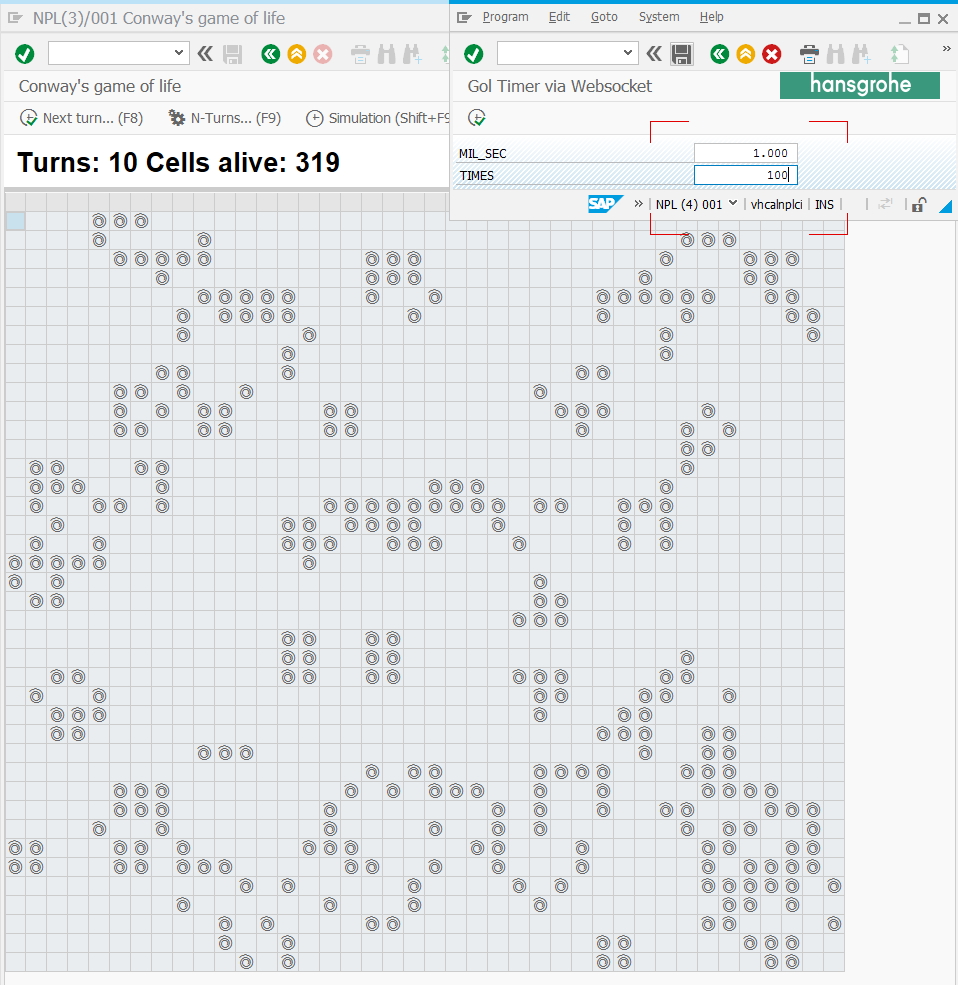 NPL(3)/001 Conway's game of life
Conway's game of life
Next turn... (F8) N-Turns... (F9) Simulation (Shift+F9
Turns: 10 Cells alive: 319
Program Edit Goto System Help
Gol Timer via Websocket
hansgrohe
MIL_SEC 1.000
TIMES 100
SAP NPL (4) 001 vhcalnplci INS